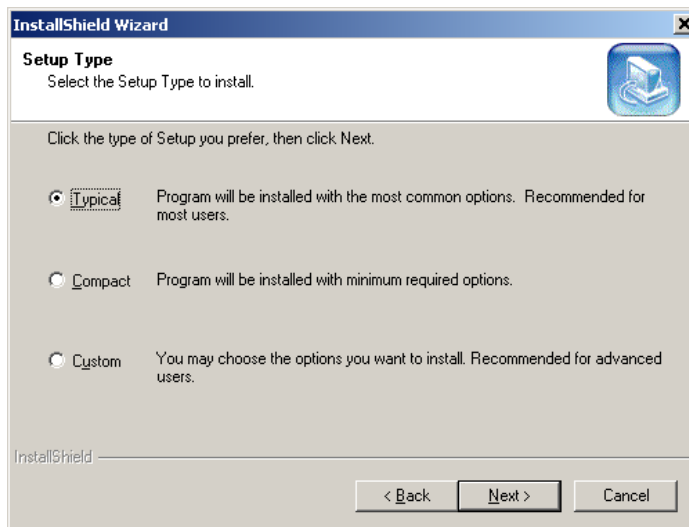 InstallShield Wizard
Setup Type
Select the Setup Type to install.
Click the type of Setup you prefer, then click Next.
Typical
Program will be installed with the most common options.  Recommended for
most users.
Compact
Program will be installed with minimum required options.
Custom
You may choose the options you want to install. Recommended for advanced
users.
InstallShield
< Back
Next >
Cancel